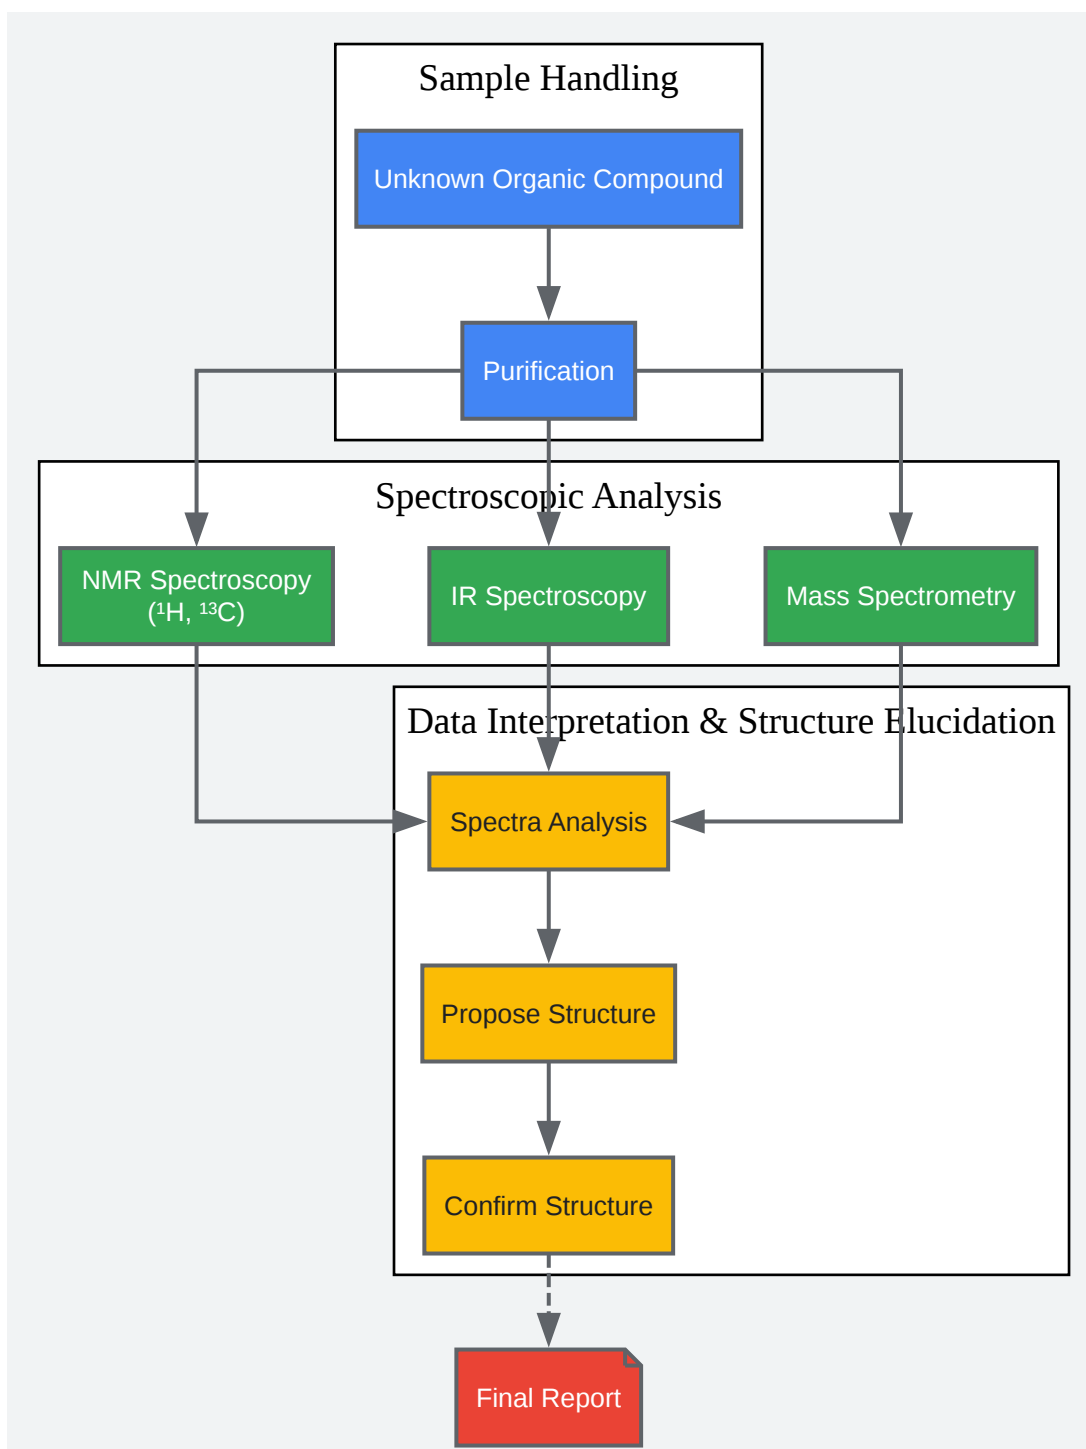 Sample Handling
Unknown Organic Compound
Purification
Spectroscopic Analysis
NMR Spectroscopy
(¹H, ¹³C)
IR Spectroscopy
Mass Spectrometry
Data Interpretation & Structure Elucidation
Spectra Analysis
Propose Structure
Confirm Structure
Final Report